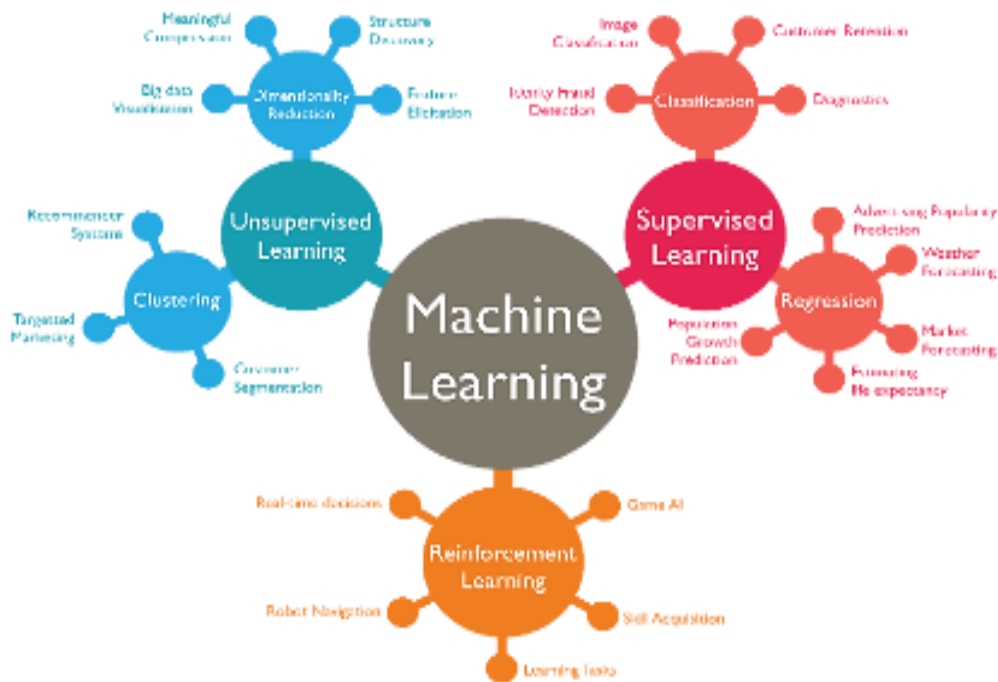 Meaningful
Compression
Structure
Discovery
Big data
Visualisation
Dimentionality
Reduction
Feature
Elicitation
Unsupervised
Learning
Recommender
Systems
Clustering
Targetted
Marketing
Customer
Segmentation
Machine
Learning
Image
Classification
Customer Retention
Identity Fraud
Detection
Classification
Diagnostics
Supervised
Learning
Advertising Popularity
Prediction
Weather
Forecasting
Regression
Population
Growth
Prediction
Market
Forecasting
Estimating
life expectancy
Real-time decisions
Game AI
Reinforcement
Learning
Robot Navigation
Skill Acquisition
Learning Tasks